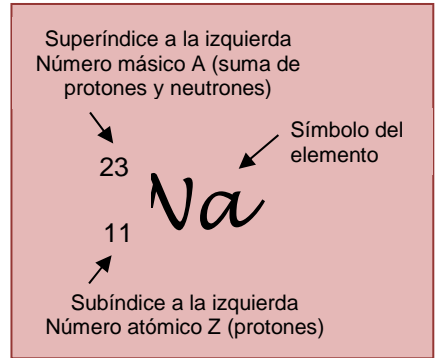 Superíndice a la izquierda
Número másico A (suma de
protones y neutrones)
Símbolo del
elemento
23
Na
11
Subíndice a la izquierda
Número atómico Z (protones)